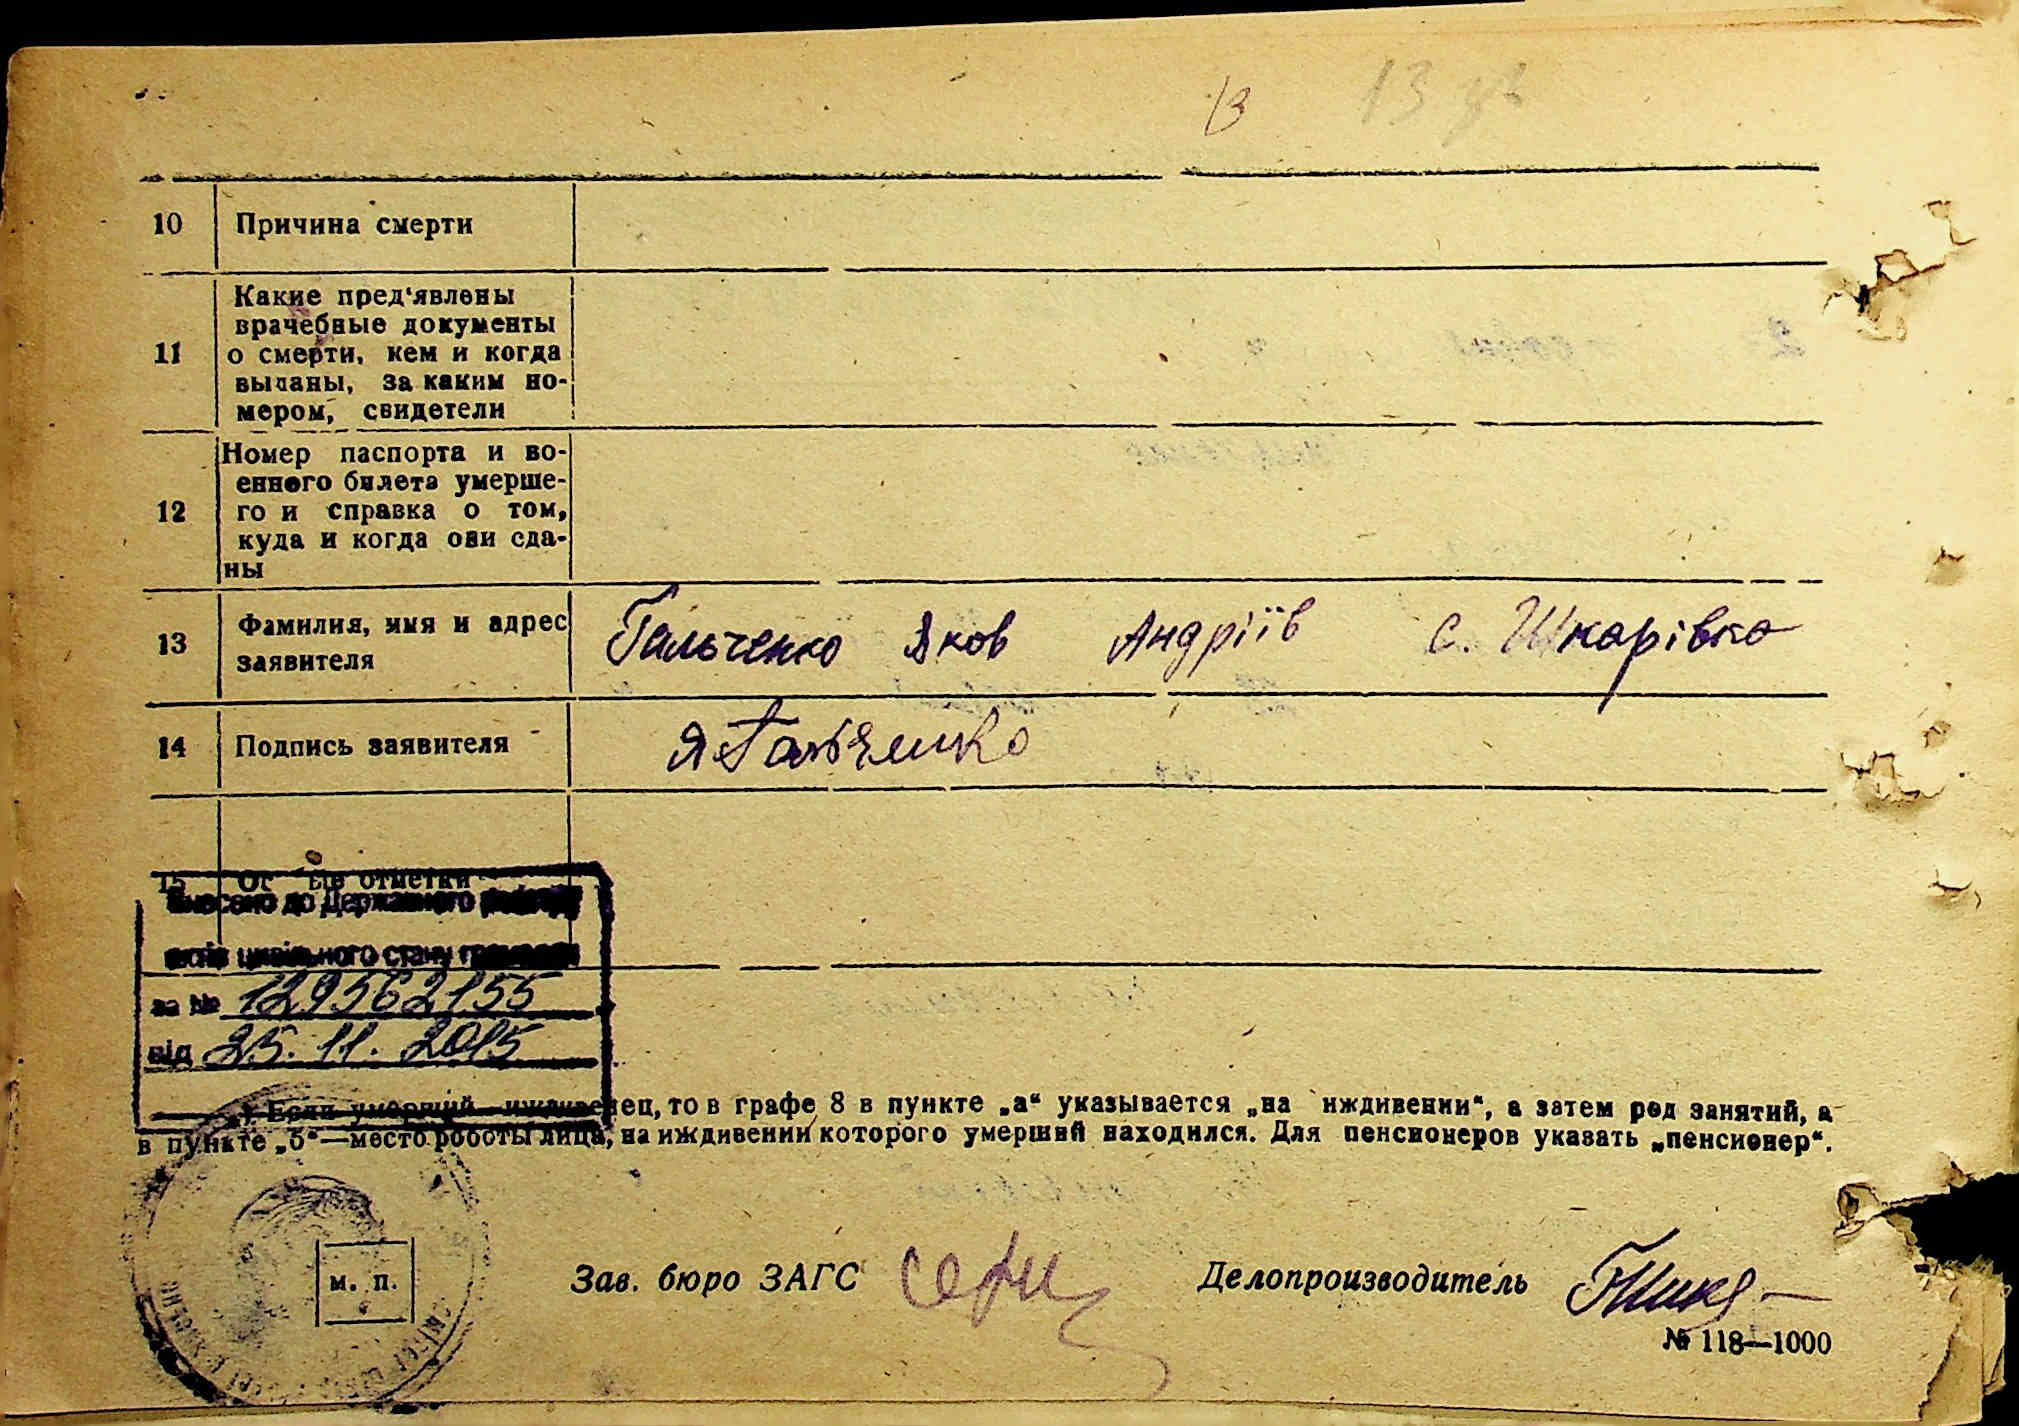 13
13
10 Причина смерти
11 Какие пред'явлены
врачебные документы
о смерти, кем и когда
выданы, за каким но-
мером, свидетели
12 Номер паспорта и во-
енного билета умерше-
го и справка о том,
куда и когда они сда-
ны
13 Фамилия, имя и адрес
заявителя
Гальченко Яков Андріїв с. Шкарівка
14 Подпись заявителя
Я Гальченко
15 отметки
Внесено до Державного
актів цивільного стану громадян
за № 129562155
від 25.11.2015
Если умерший иждивенец, то в графе 8 в пункте „а“ указывается „на иждивении“, а затем род занятий, а
в пункте „б“—место роботы лица, на иждивении которого умерший находился. Для пенсионеров указать „пенсионер“.
м. п.
Зав. бюро ЗАГС
Делопроизводитель
№ 118—1000